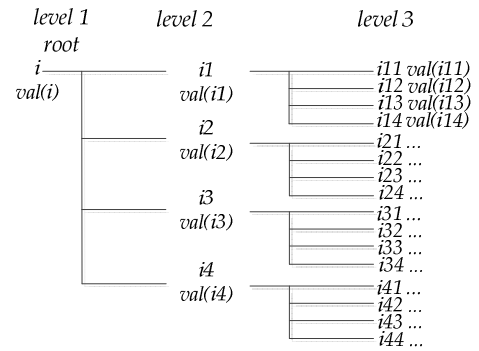 level 1 level 2 level 3
root
i i1 i11 val(i11)
val(i) val(i1) i12 val(i12)
i13 val(i13)
i14 val(i14)
i2 i21 ...
val(i2) i22 ...
i23 ...
i24 ...
i3 i31 ...
val(i3) i32 ...
i33 ...
i34 ...
i4 i41 ...
val(i4) i42 ...
i43 ...
i44 ...